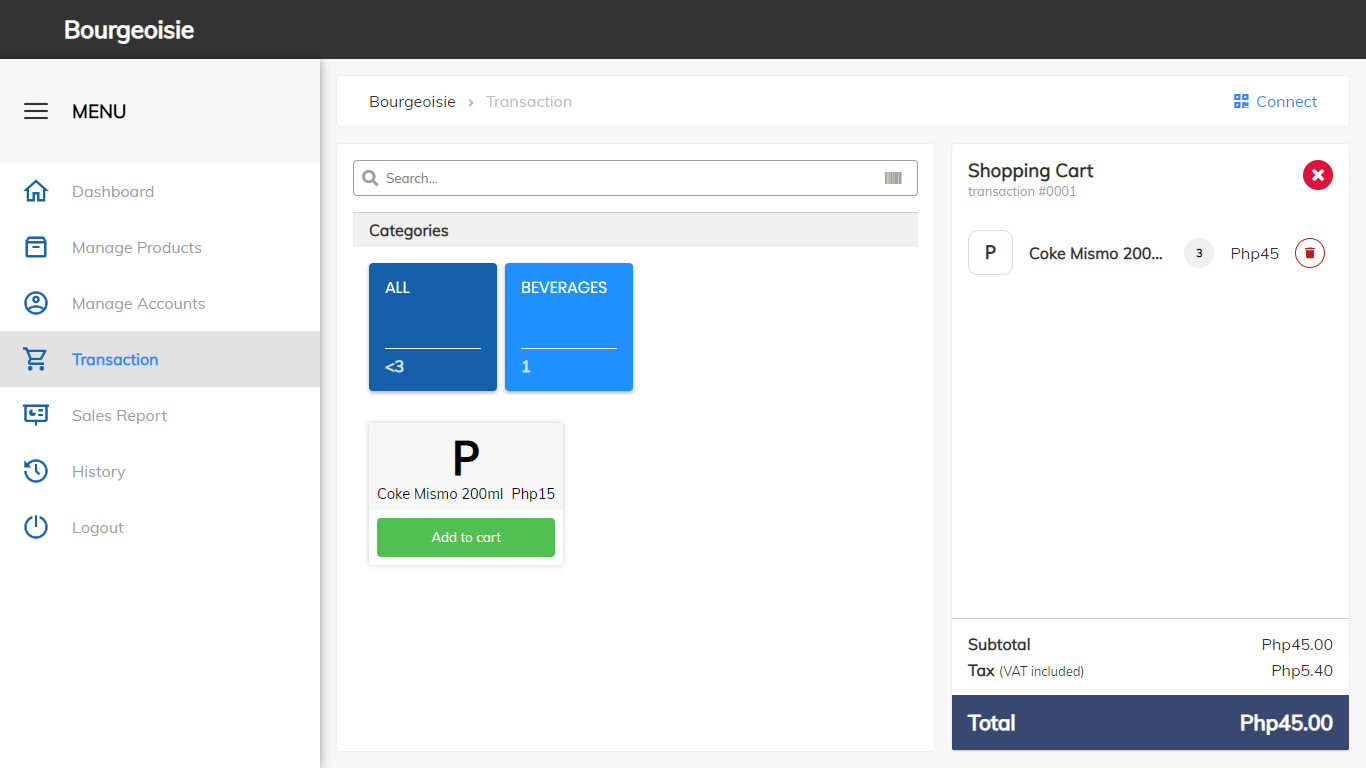 Bourgeoisie
MENU
Dashboard
Manage Products
Manage Accounts
Transaction
Sales Report
History
Logout
Bourgeoisie › Transaction
Connect
Search...
Categories
ALL
<3
BEVERAGES
1
P
Coke Mismo 200ml Php15
Add to cart
Shopping Cart
transaction #0001
P Coke Mismo 200... 3 Php45
Subtotal Php45.00
Tax (VAT included) Php5.40
Total Php45.00